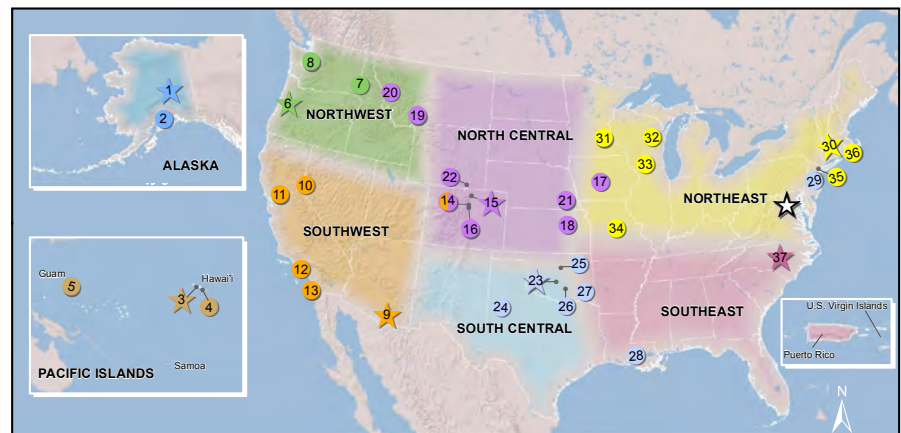 8
7
20
1
6
19
2
NORTHWEST
31
32
30
36
NORTH CENTRAL
33
ALASKA
22
17
29
35
10
11
14
15
21
NORTHEAST
SOUTHWEST
16
18
34
37
Guam
Hawai'i
5
3
4
12
13
25
23
27
26
24
9
SOUTHEAST
SOUTH CENTRAL
U.S. Virgin Islands
Puerto Rico
Samoa
PACIFIC ISLANDS
28
N